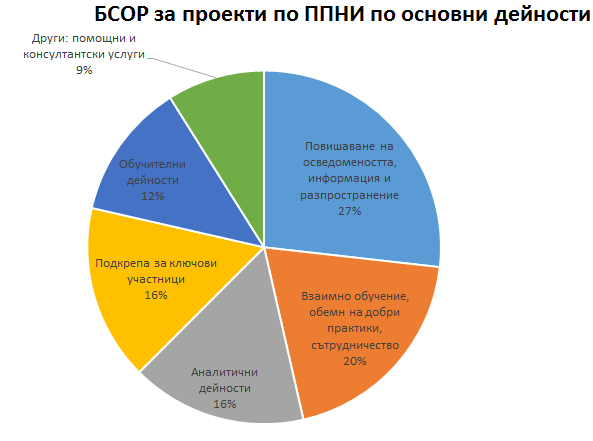 БСОР за проекти по ППНИ по основни дейности
Други: помощни и
консултантски услуги
9%
Повишаване на
осведомеността,
информация и
разпространение
27%
Обучителни
дейности
12%
Подкрепа за ключови
участници
16%
Взаимно обучение,
обемн на добри
практики,
сътрудничество
20%
Аналитични
дейности
16%